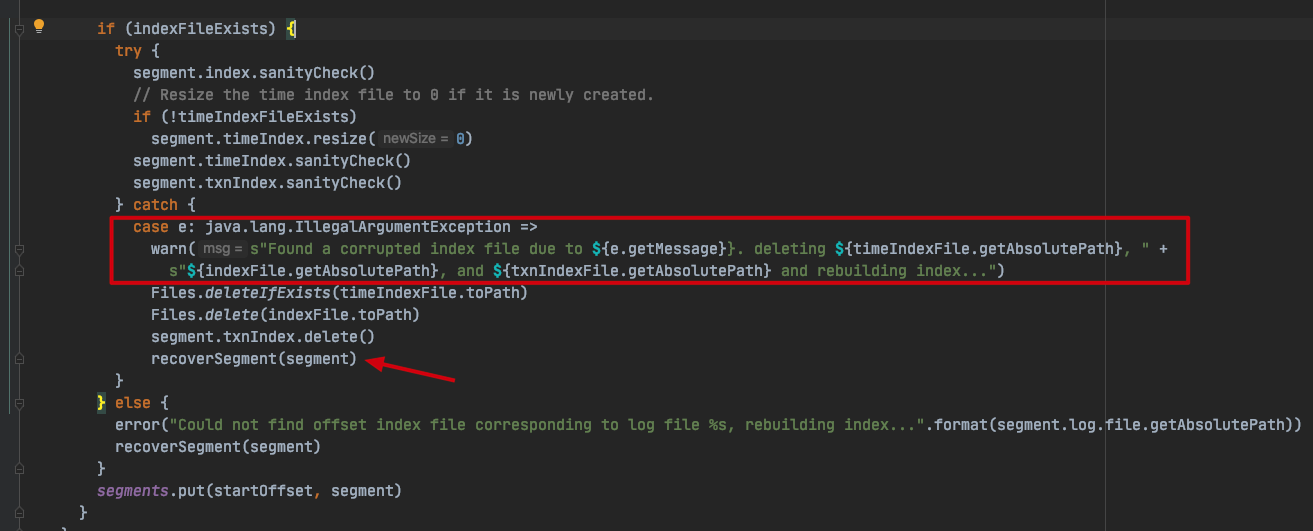 if (indexFileExists) {
try {
segment.index.sanityCheck()
// Resize the time index file to 0 if it is newly created.
if (!timeIndexFileExists)
segment.timeIndex.resize( newSize = 0)
segment.timeIndex.sanityCheck()
segment.txnIndex.sanityCheck()
} catch {
case e: java.lang.IllegalArgumentException =>
warn( msg = s"Found a corrupted index file due to ${e.getMessage}}. deleting ${timeIndexFile.getAbsolutePath}, " +
s"${indexFile.getAbsolutePath}, and ${txnIndexFile.getAbsolutePath} and rebuilding index...")
Files.deleteIfExists(timeIndexFile.toPath)
Files.delete(indexFile.toPath)
segment.txnIndex.delete()
recoverSegment(segment)
}
} else {
error("Could not find offset index file corresponding to log file %s, rebuilding index...".format(segment.log.file.getAbsolutePath))
recoverSegment(segment)
}
segments.put(startOffset, segment)
}